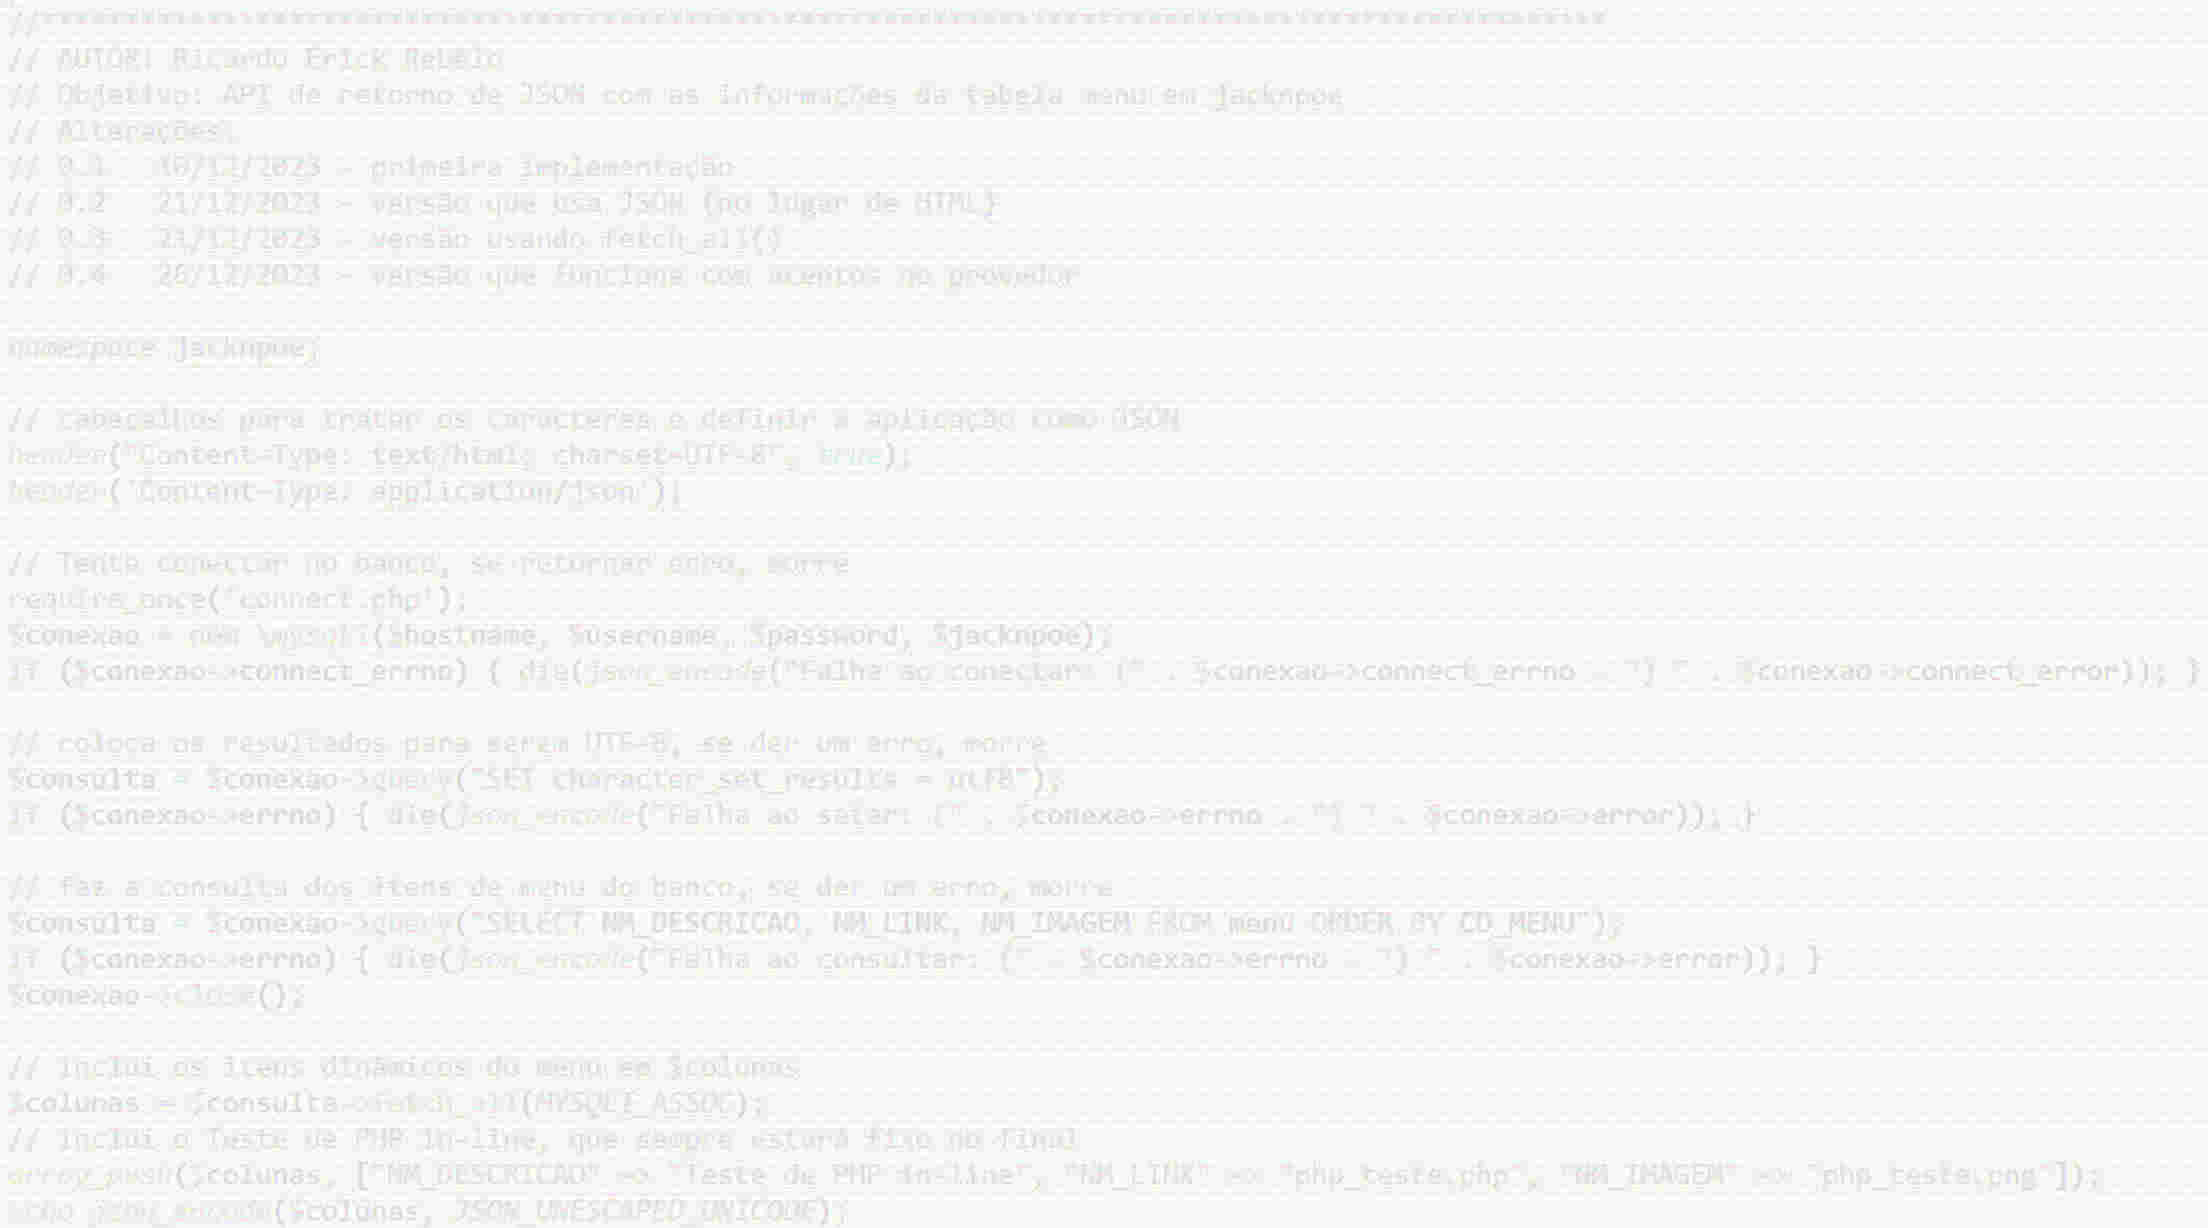 //***********************************************************************************************
// AUTOR: Ricardo Erick Rebêlo
// Objetivo: API de retorno de JSON com as informações da tabela menu em jacknpoe
// Alterações:
// 0.1   10/12/2023 - primeira implementação
// 0.2   21/12/2023 - versão que usa JSON (no lugar de HTML)
// 0.3   23/12/2023 - versão usando fetch_all()
// 0.4   26/12/2023 - versão que funciona com acentos no provedor
namespace jacknpoe;
// cabeçalhos para tratar os caracteres e definir a aplicação como JSON
header("Content-Type: text/html; charset=UTF-8", true);
header('Content-Type: application/json');
// Tenta conectar no banco, se retornar erro, morre
require_once('connect.php');
$conexao = new \mysqli($hostname, $username, $password, $jacknpoe);
if ($conexao->connect_errno) { die(json_encode("Falha ao conectar: (" . $conexao->connect_errno . ") " . $conexao->connect_error)); }
// coloca os resultados para serem UTF-8, se der um erro, morre
$consulta = $conexao->query("SET character_set_results = utf8");
if ($conexao->errno) { die(json_encode("Falha ao setar: (" . $conexao->errno . ") " . $conexao->error)); }
// faz a consulta dos itens de menu do banco, se der um erro, morre
$consulta = $conexao->query("SELECT NM_DESCRICAO, NM_LINK, NM_IMAGEM FROM menu ORDER BY CD_MENU");
if ($conexao->errno) { die(json_encode("Falha ao consultar: (" . $conexao->errno . ") " . $conexao->error)); }
$conexao->close();
// inclui os itens dinâmicos do menu em $colunas
$colunas = $consulta->fetch_all(MYSQLI_ASSOC);
// inclui o Teste de PHP in-line, que sempre estará fixo no final
array_push($colunas, ["NM_DESCRICAO" => "Teste de PHP in-line", "NM_LINK" => "php_teste.php", "NM_IMAGEM" => "php_teste.png"]);
echo json_encode($colunas, JSON_UNESCAPED_UNICODE);